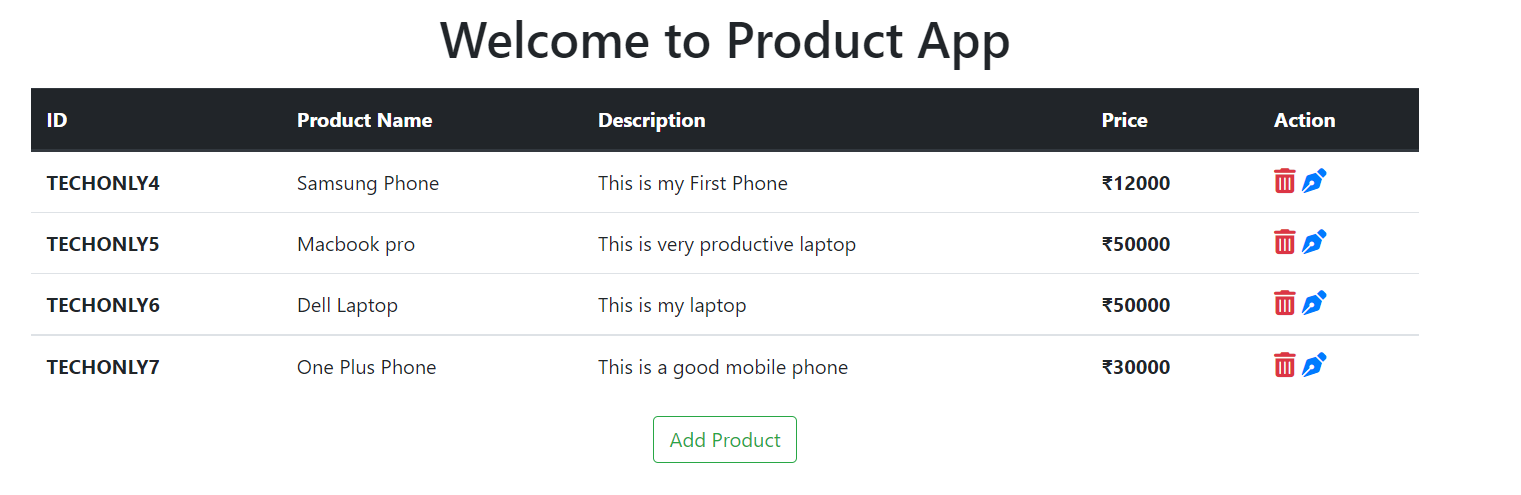 Welcome to Product App
ID Product Name Description Price Action
TECHONLY4 Samsung Phone This is my First Phone ₹12000
TECHONLY5 Macbook pro This is very productive laptop ₹50000
TECHONLY6 Dell Laptop This is my laptop ₹50000
TECHONLY7 One Plus Phone This is a good mobile phone ₹30000
Add Product